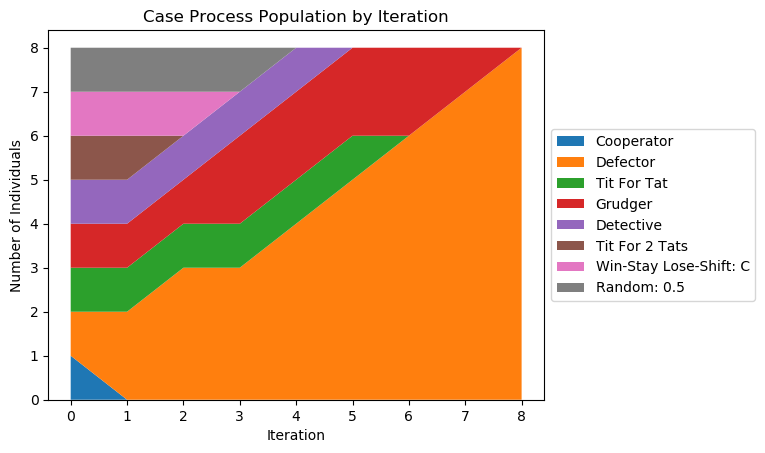 Case Process Population by Iteration
Number of Individuals
8
7
6
5
4
3
2
1
0
0 1 2 3 4 5 6 7 8
Iteration
Cooperator
Defector
Tit For Tat
Grudger
Detective
Tit For 2 Tats
Win-Stay Lose-Shift: C
Random: 0.5